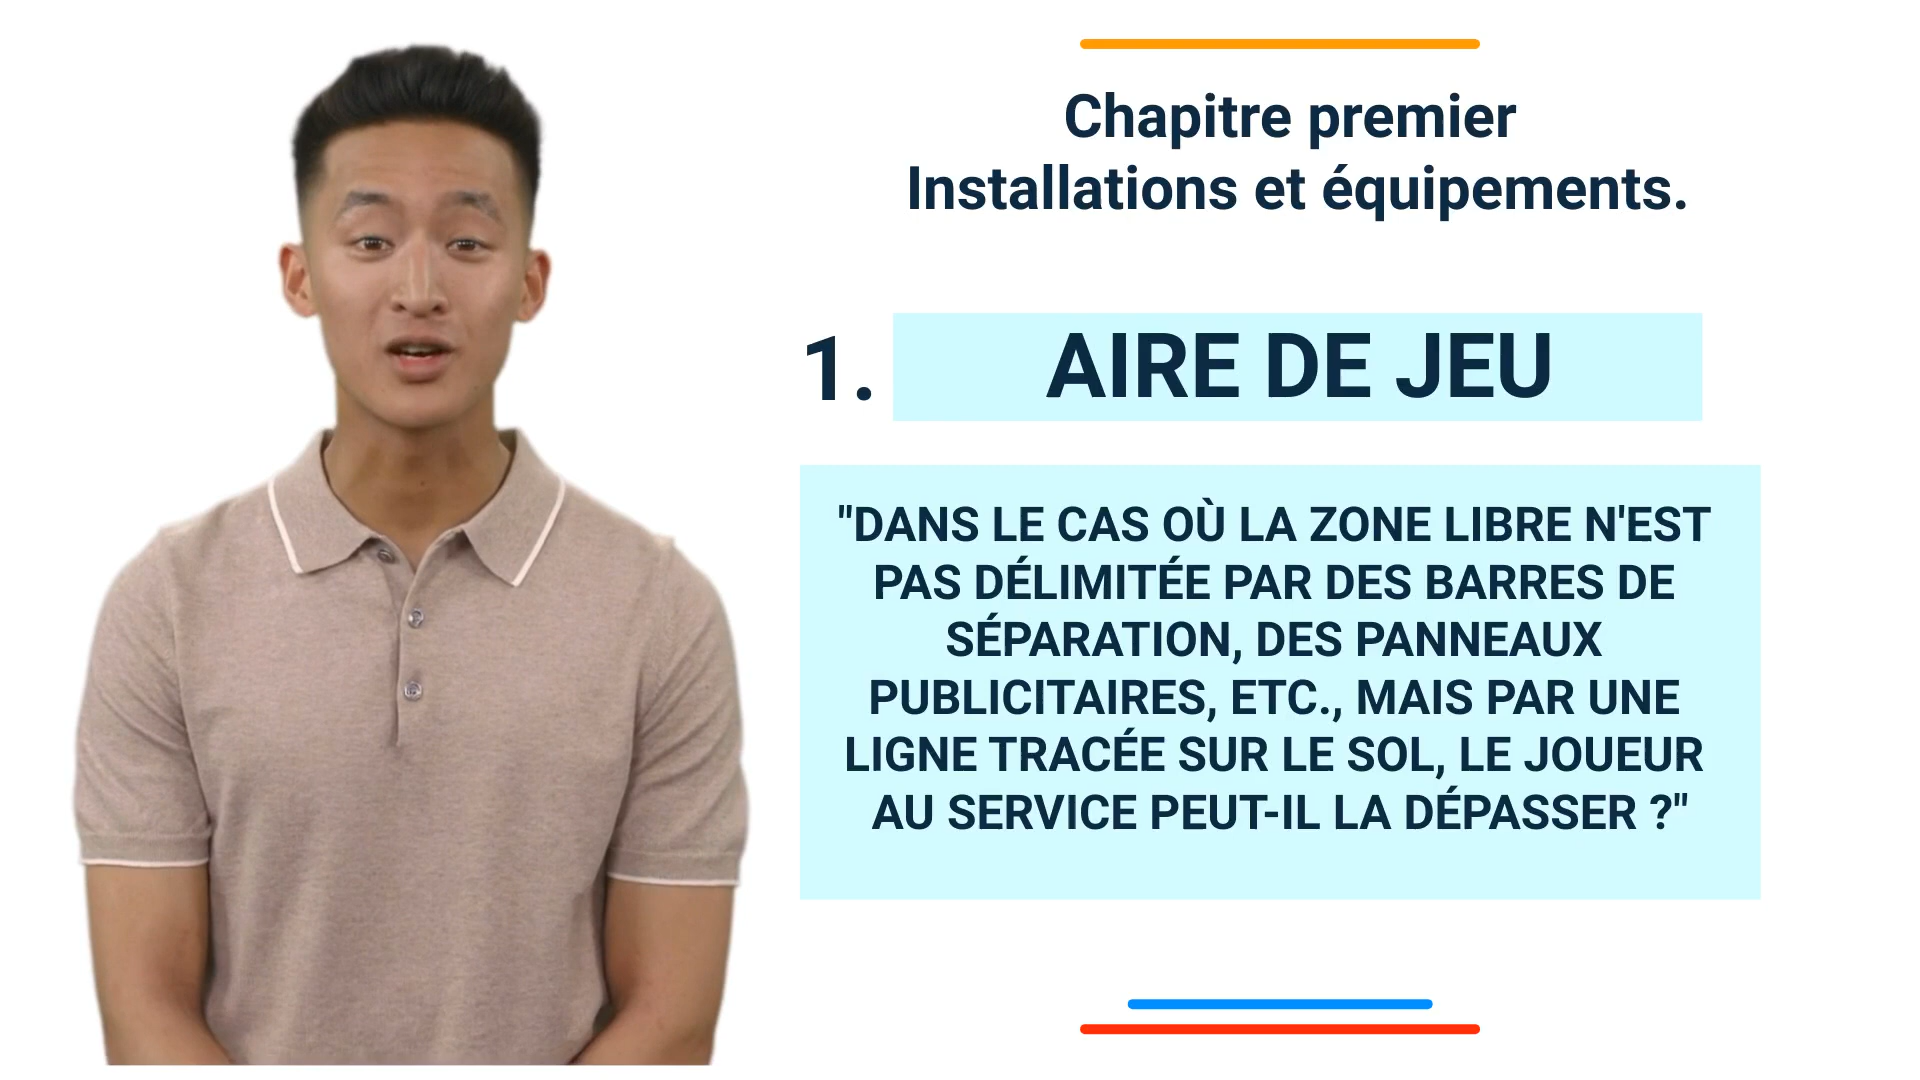 Chapitre premier
Installations et équipements.
1. AIRE DE JEU
"DANS LE CAS OÙ LA ZONE LIBRE N'EST
PAS DÉLIMITÉE PAR DES BARRES DE
SÉPARATION, DES PANNEAUX
PUBLICITAIRES, ETC., MAIS PAR UNE
LIGNE TRACÉE SUR LE SOL, LE JOUEUR
AU SERVICE PEUT-IL LA DÉPASSER ?"